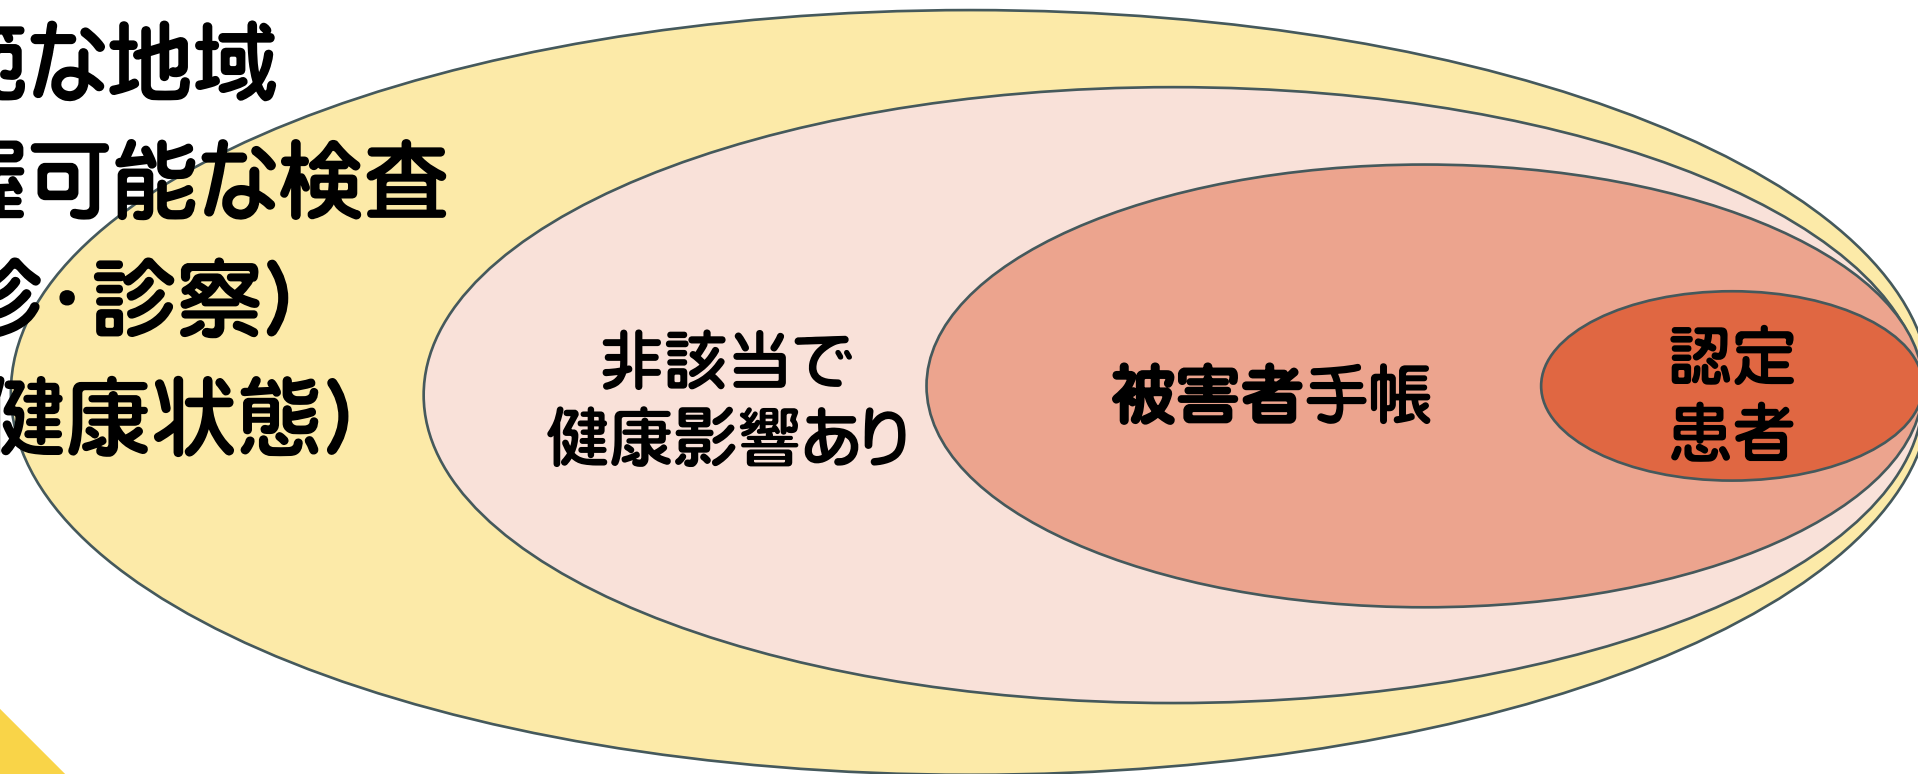 な地域
可能な検査
診・診察)
健康状態)
非該当で
健康影響あり
被害者手帳
認定
患者